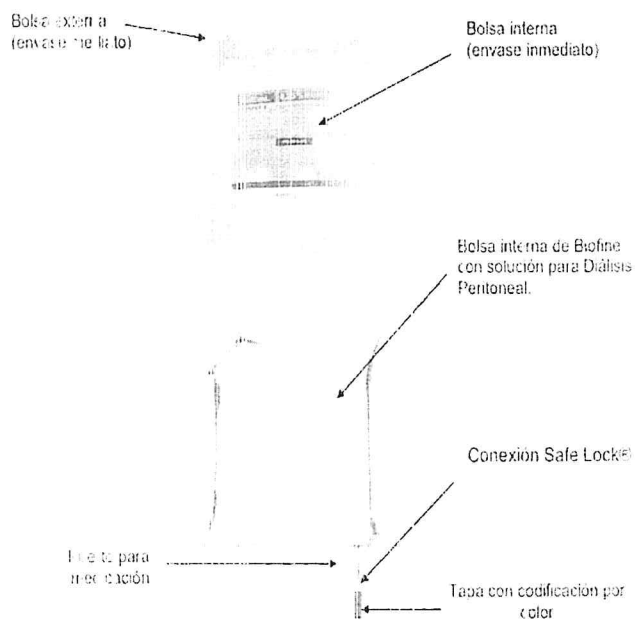 Bolsa externa
(envase mediato)
Bolsa interna
(envase inmediato)
Bolsa interna de Biofine
con solución para Diálisis
Peritoneal.
Conexión Safe Lock®
Puerto para
medicación
Tapa con codificación por
color